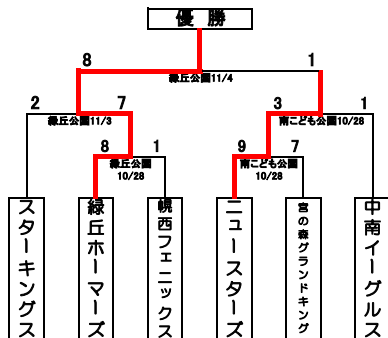 優勝
8 1
緑丘公園11/4
2 7 3 1
緑丘公園11/3 南こども公園10/28
8 1 9 7
緑丘公園 南こども公園
10/28 10/28
スターキングス
緑丘ホーマーズ
幌西フェニックス
ニュースターズ
宮の森グランドキング
中南イーグルス